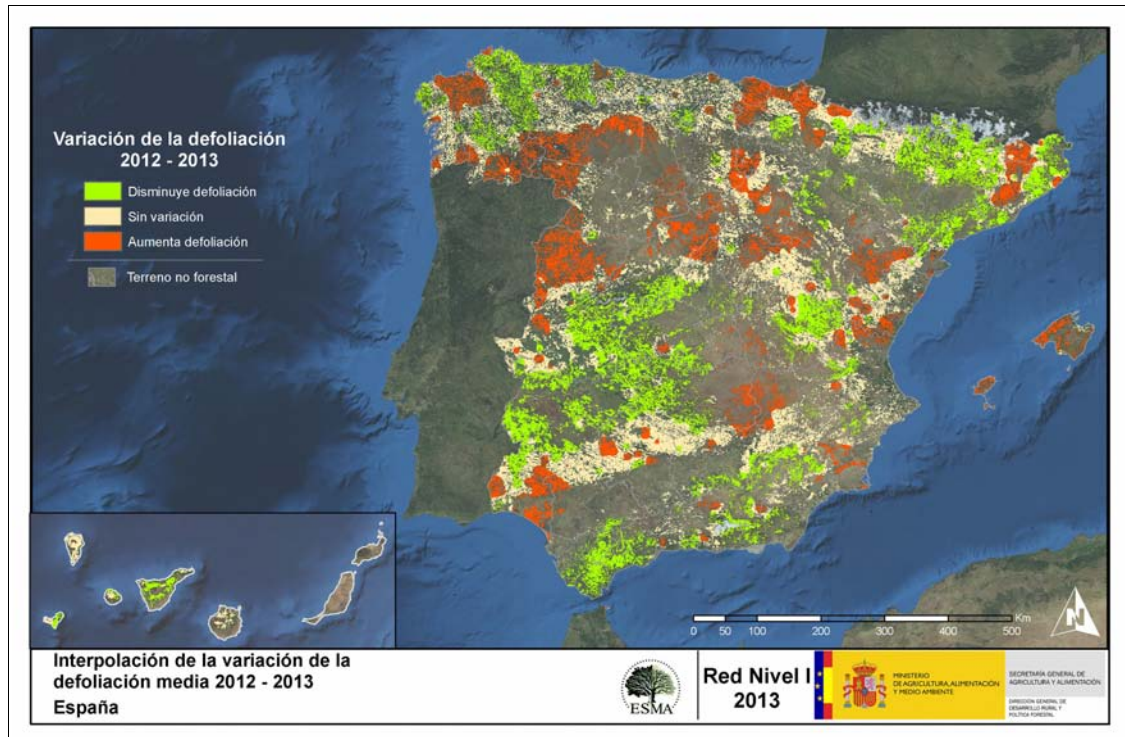 Variación de la defoliación
2012 - 2013
Disminuye defoliación
Sin variación
Aumenta defoliación
Terreno no forestal
Km
0 50 100 200 300 400 500
N
Interpolación de la variación de la
defoliación media 2012 - 2013
España
ESMA
Red Nivel I
2013
MINISTERIO
DE AGRICULTURA, ALIMENTACIÓN
Y MEDIO AMBIENTE
SECRETARÍA GENERAL DE
AGRICULTURA Y ALIMENTACIÓN
DIRECCIÓN GENERAL DE
DESARROLLO RURAL Y
POLÍTICA FORESTAL